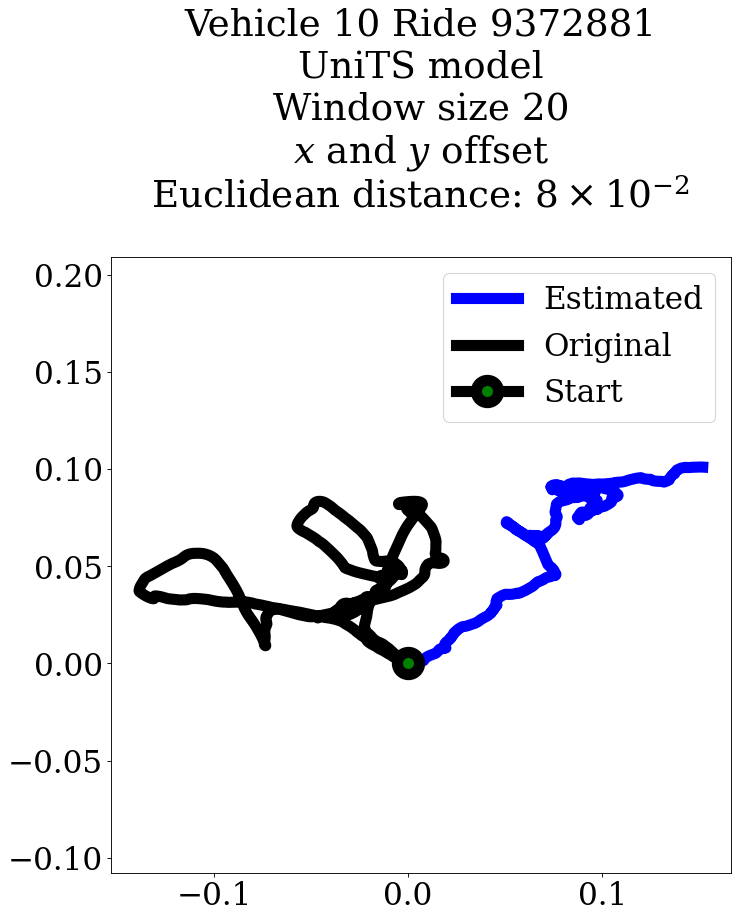 Vehicle 10 Ride 9372881
UniTS model
Window size 20
x and y offset
Euclidean distance: 8 × 10⁻²
Estimated
Original
Start
0.20
0.15
0.10
0.05
0.00
−0.05
−0.10
−0.1 0.0 0.1